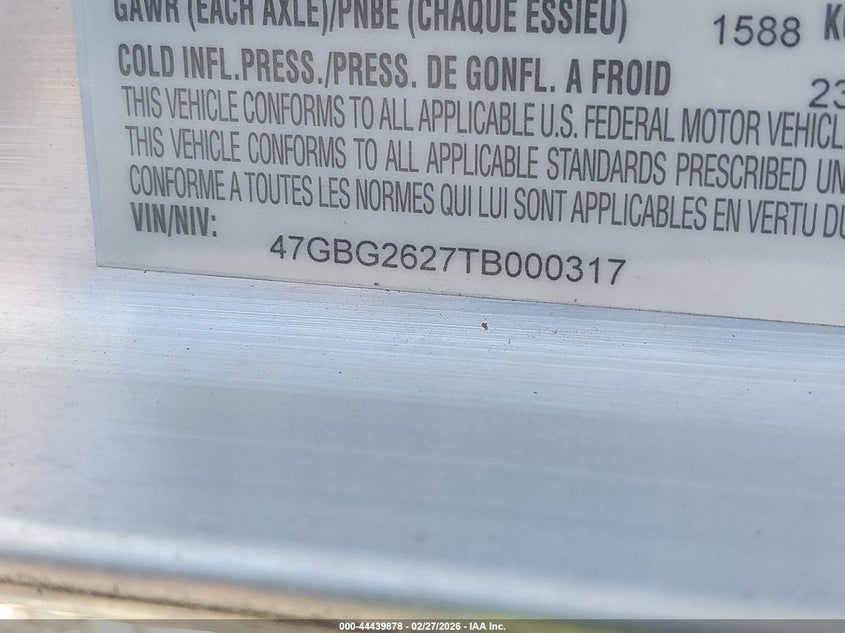 GAWR (EACH AXLE)/PNBE (CHAQUE ESSIEU) 1588
COLD INFL.PRESS./PRESS. DE GONFL. A FROID
THIS VEHICLE CONFORMS TO ALL APPLICABLE U.S. FEDERAL MOTOR
THIS VEHICLE CONFORMS TO ALL APPLICABLE STANDARDS PRESCRIBED
CONFORME A TOUTES LES NORMES QUI LUI SONT APPLICABLES EN VERTU
VIN/NIV:
47GBG2627TB000317
000-44439878 - 02/27/2026 - IAA Inc.